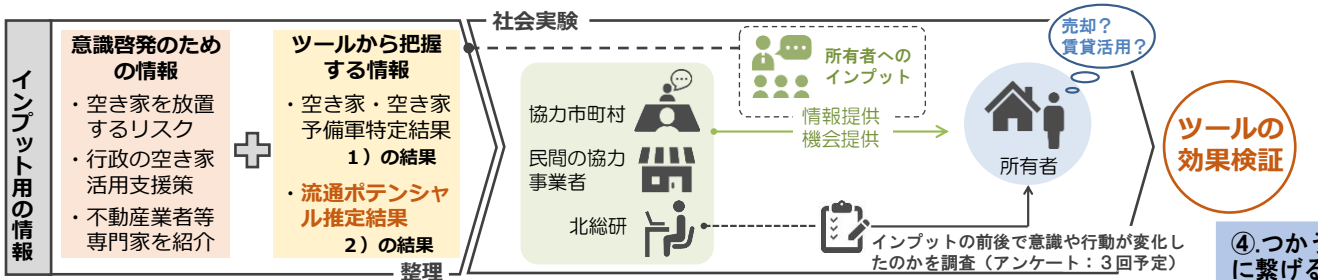 インプット用の情報
意識啓発のため
の情報
・空き家を放置
するリスク
・行政の空き家
活用支援策
・不動産業者等
専門家を紹介
ツールから把握
する情報
・空き家・空き家
予備軍特定結果
1）の結果
・流通ポテンシャ
ル推定結果
2）の結果
整理
社会実験
協力市町村
民間の協力
事業者
北総研
所有者への
インプット
情報提供
機会提供
売却？
賃貸活用？
所有者
インプットの前後で意識や行動が変化し
たのかを調査（アンケート：３回予定）
ツールの
効果検証
④.つかう
に繋げる